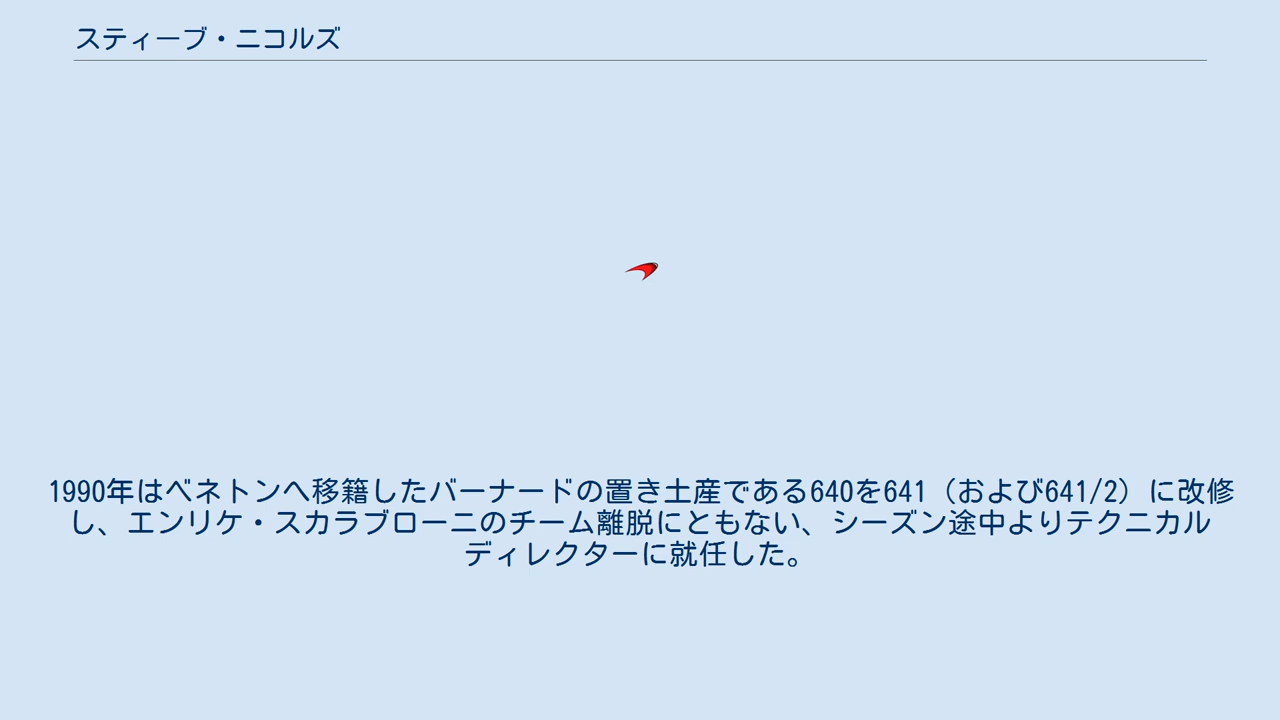 スティーブ・ニコルズ
1990年はベネトンへ移籍したバーナードの置き土産である640を641（および641/2）に改修
し、エンリケ・スカラブローニのチーム離脱にともない、シーズン途中よりテクニカル
ディレクターに就任した。